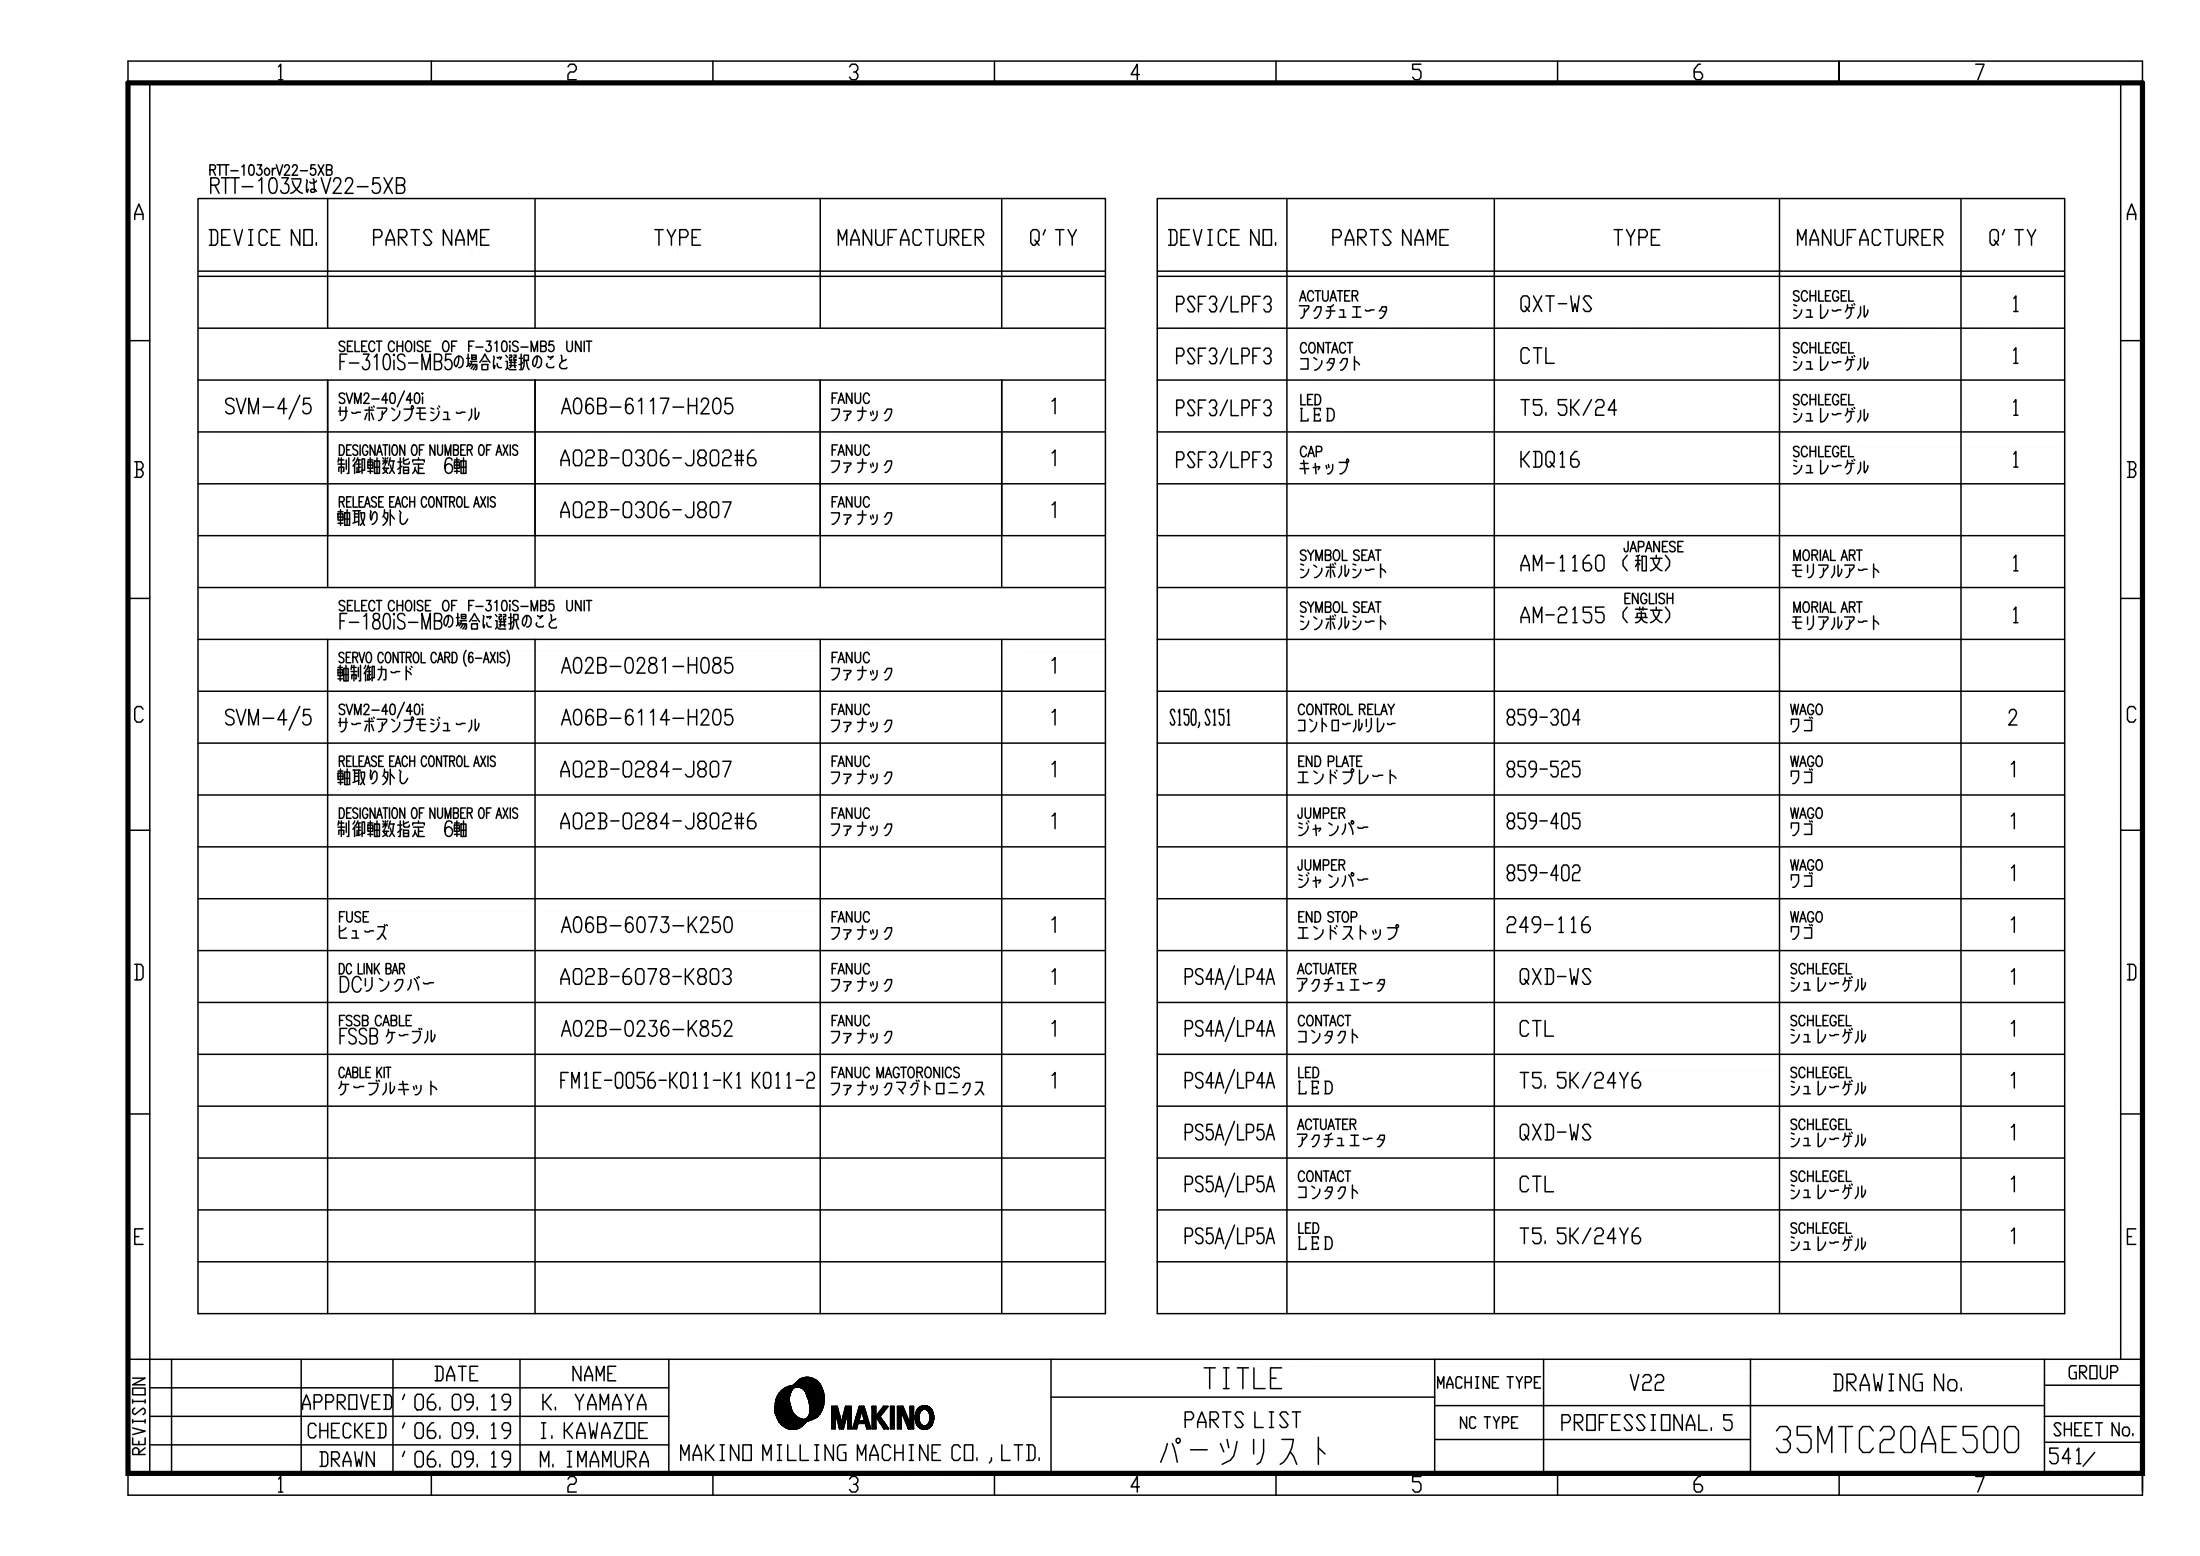 1 2 3 4 5 6 7
RTT-103orV22-5XB
RTT-103又はV22-5XB
DEVICE NO. PARTS NAME TYPE MANUFACTURER Q'TY
SELECT CHOISE OF F-310iS-MB5 UNIT
F-310iS-MB5の場合に選択のこと
SVM-4/5 SVM2-40/40i A06B-6117-H205 FANUC 1
サーボアンプモジュール ファナック
DESIGNATION OF NUMBER OF AXIS A02B-0306-J802#6 FANUC 1
制御軸数指定 6軸 ファナック
RELEASE EACH CONTROL AXIS A02B-0306-J807 FANUC 1
軸取り外し ファナック
SELECT CHOISE OF F-310iS-MB5 UNIT
F-180iS-MBの場合に選択のこと
SERVO CONTROL CARD (6-AXIS) A02B-0281-H085 FANUC 1
軸制御カード ファナック
SVM-4/5 SVM2-40/40i A06B-6114-H205 FANUC 1
サーボアンプモジュール ファナック
RELEASE EACH CONTROL AXIS A02B-0284-J807 FANUC 1
軸取り外し ファナック
DESIGNATION OF NUMBER OF AXIS A02B-0284-J802#6 FANUC 1
制御軸数指定 6軸 ファナック
FUSE A06B-6073-K250 FANUC 1
ヒューズ ファナック
DC LINK BAR A02B-6078-K803 FANUC 1
DCリンクバー ファナック
FSSB CABLE A02B-0236-K852 FANUC 1
FSSB ケーブル ファナック
CABLE KIT FM1E-0056-K011-K1 K011-2 FANUC MAGTORONICS 1
ケーブルキット ファナックマグトロニクス
DEVICE NO. PARTS NAME TYPE MANUFACTURER Q'TY
PSF3/LPF3 ACTUATER QXT-WS SCHLEGEL 1
アクチュエータ シュレーゲル
PSF3/LPF3 CONTACT CTL SCHLEGEL 1
コンタクト シュレーゲル
PSF3/LPF3 LED T5.5K/24 SCHLEGEL 1
LED シュレーゲル
PSF3/LPF3 CAP KDQ16 SCHLEGEL 1
キャップ シュレーゲル
SYMBOL SEAT AM-1160 JAPANESE MORIAL ART 1
シンボルシート (和文) モリアルアート
SYMBOL SEAT AM-2155 ENGLISH MORIAL ART 1
シンボルシート (英文) モリアルアート
S150,S151 CONTROL RELAY 859-304 WAGO 2
コントロールリレー ワゴ
END PLATE 859-525 WAGO 1
エンドプレート ワゴ
JUMPER 859-405 WAGO 1
ジャンパー ワゴ
JUMPER 859-402 WAGO 1
ジャンパー ワゴ
END STOP 249-116 WAGO 1
エンドストップ ワゴ
PS4A/LP4A ACTUATER QXD-WS SCHLEGEL 1
アクチュエータ シュレーゲル
PS4A/LP4A CONTACT CTL SCHLEGEL 1
コンタクト シュレーゲル
PS4A/LP4A LED T5.5K/24Y6 SCHLEGEL 1
LED シュレーゲル
PS5A/LP5A ACTUATER QXD-WS SCHLEGEL 1
アクチュエータ シュレーゲル
PS5A/LP5A CONTACT CTL SCHLEGEL 1
コンタクト シュレーゲル
PS5A/LP5A LED T5.5K/24Y6 SCHLEGEL 1
LED シュレーゲル
A A
B B
C C
D D
E E
REVISION
DATE NAME
APPROVED '06.09.19 K. YAMAYA
CHECKED '06.09.19 I. KAWAZOE
DRAWN '06.09.19 M. IMAMURA
MAKINO
MAKINO MILLING MACHINE CO.,LTD.
TITLE
PARTS LIST
パーツリスト
MACHINE TYPE V22
NC TYPE PROFESSIONAL.5
DRAWING No.
35MTC20AE500
GROUP
SHEET No.
541/
1 2 3 4 5 6 7